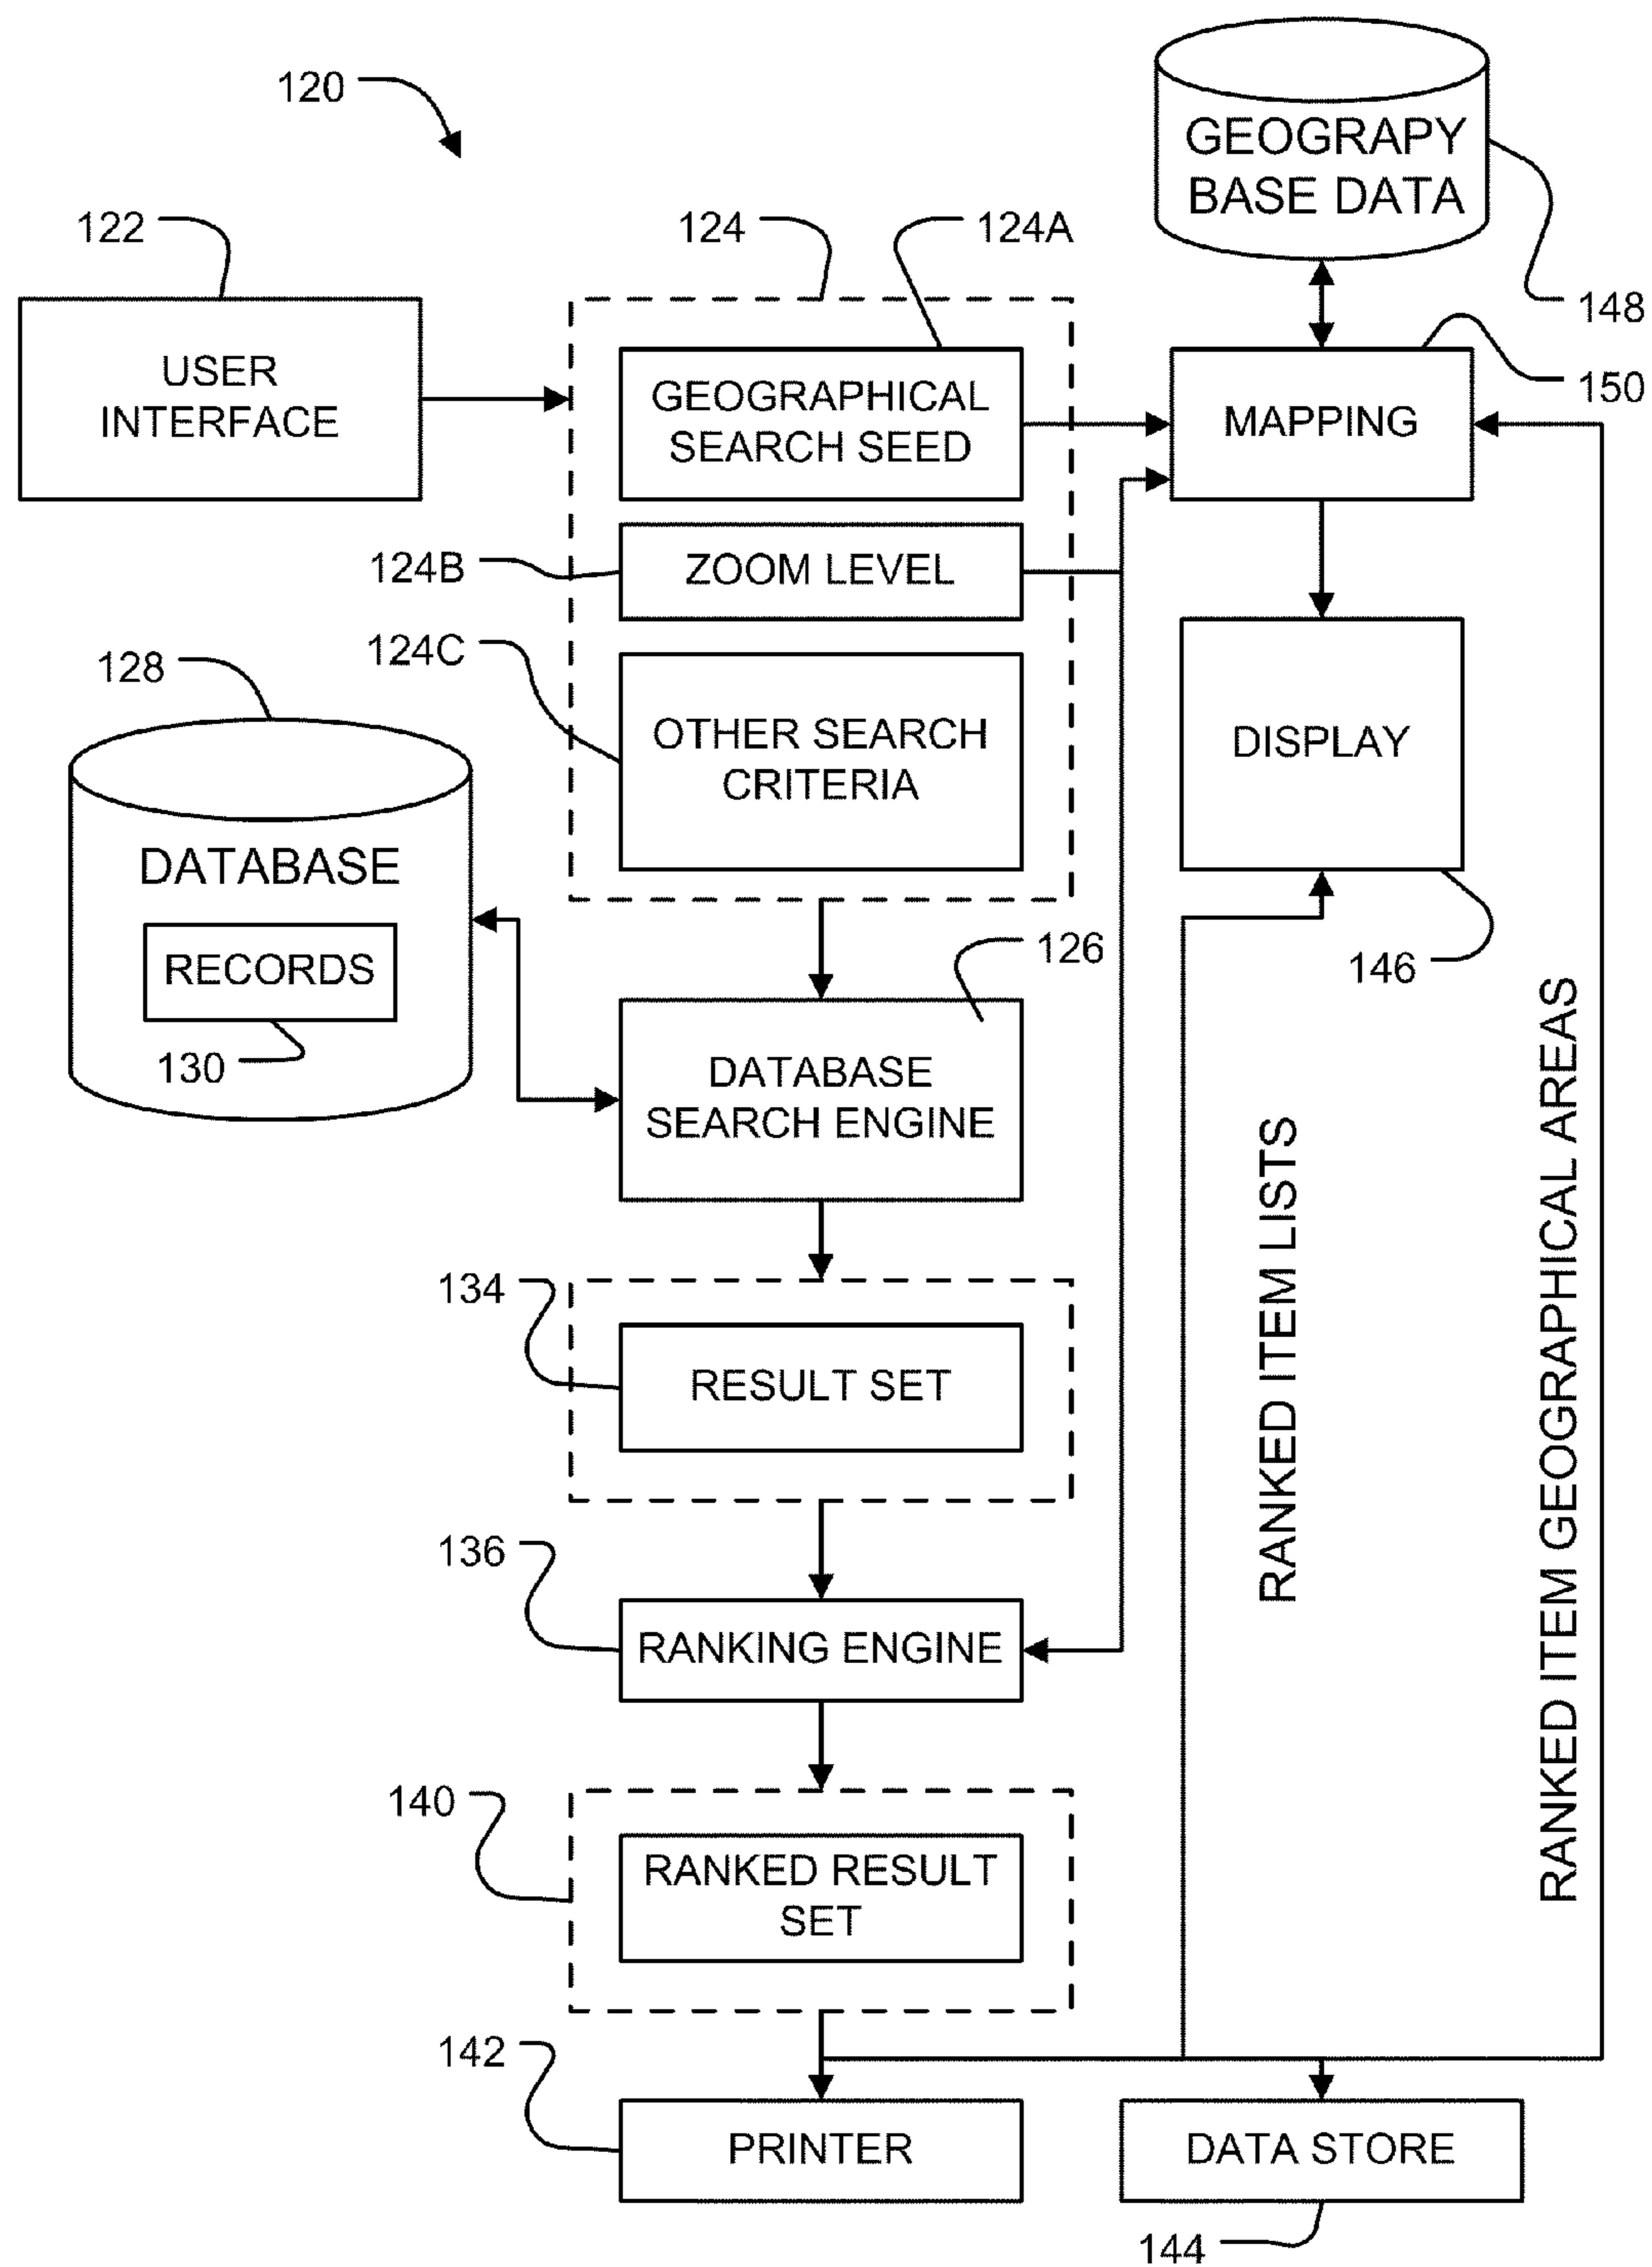 120
GEOGRAPY
BASE DATA
148
122
124
124A
USER
INTERFACE
GEOGRAPHICAL
SEARCH SEED
MAPPING
150
124B
ZOOM LEVEL
124C
OTHER SEARCH
CRITERIA
DISPLAY
146
128
DATABASE
RECORDS
130
126
DATABASE
SEARCH ENGINE
RANKED ITEM LISTS
RANKED ITEM GEOGRAPHICAL AREAS
134
RESULT SET
136
RANKING ENGINE
140
RANKED RESULT
SET
142
PRINTER
DATA STORE
144